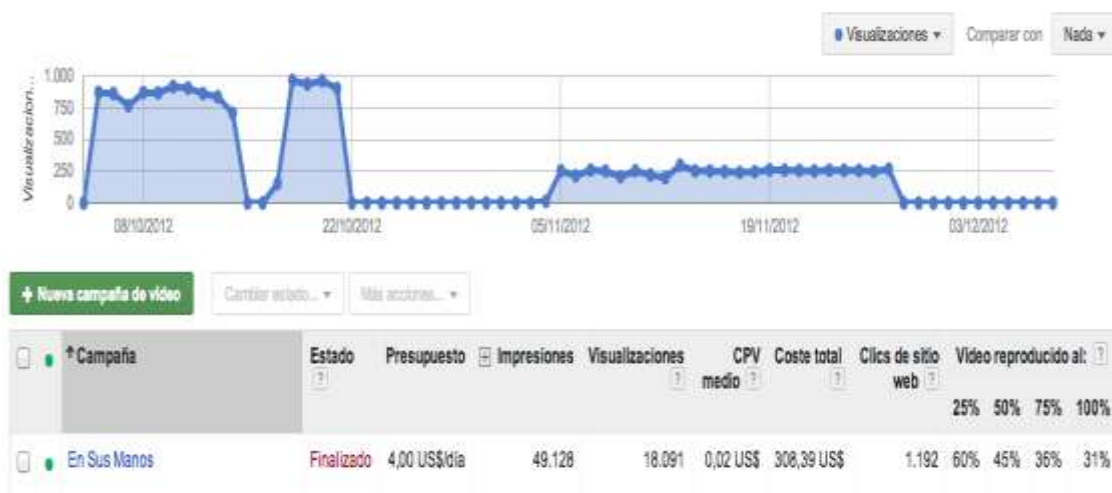 Visualizaciones ▾ Comparar con Nada ▾
Visualizacion...
1.000
750
500
250
0
08/10/2012 22/10/2012 05/11/2012 19/11/2012 03/12/2012
+ Nueva campaña de vídeo Cambiar estado... ▾ Más acciones... ▾
↑Campaña Estado Presupuesto + Impresiones Visualizaciones CPV Coste total Clics de sitio Vídeo reproducido al: ?
? ? medio ? ? web ?
25% 50% 75% 100%
En Sus Manos Finalizado 4,00 US$/día 49.128 18.091 0,02 US$ 308,39 US$ 1.192 60% 45% 36% 31%